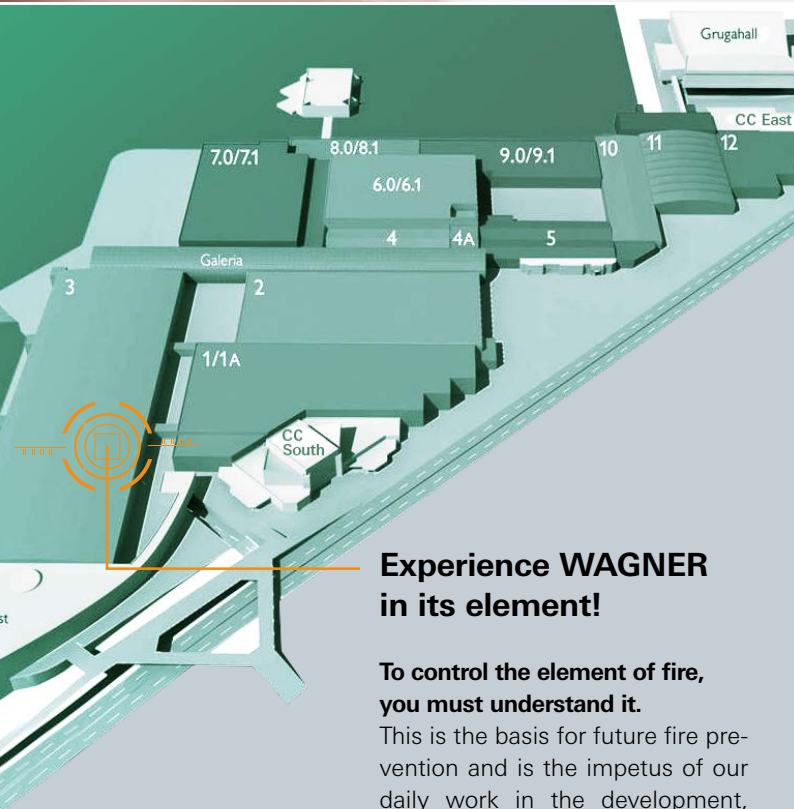 Grugahall
CC East
7.0/7.1
8.0/8.1
9.0/9.1
10
11
12
6.0/6.1
4
4A
5
Galeria
3
2
1/1A
CC
South
st
Experience WAGNER
in its element!
To control the element of fire,
you must understand it.
This is the basis for future fire pre-
vention and is the impetus of our
daily work in the development,